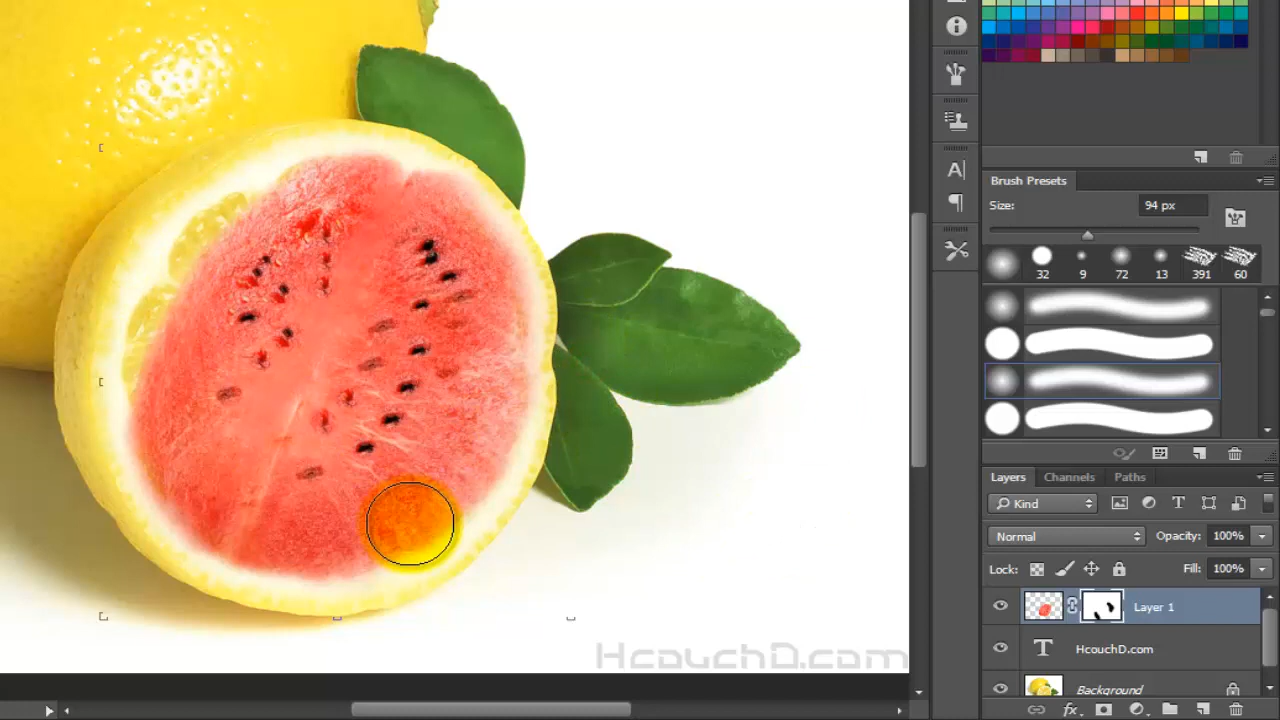 Brush Presets
Size: 94 px
32 9 72 13 391 60
Layers Channels Paths
Kind
Normal Opacity: 100%
Lock: Fill: 100%
Layer 1
HcouchD.com
Background
fx
HcouchD.com